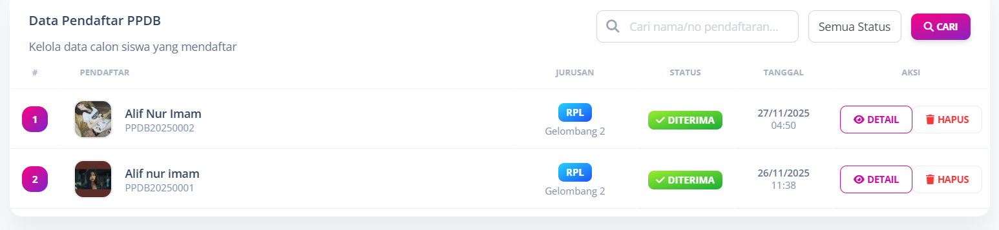 Data Pendaftar PPDB
Kelola data calon siswa yang mendaftar
Cari nama/no pendaftaran...
Semua Status
CARI
# PENDAFTAR JURUSAN STATUS TANGGAL AKSI
1 Alif Nur Imam RPL DITERIMA 27/11/2025 DETAIL HAPUS
PPDB20250002 Gelombang 2 04:50
2 Alif nur imam RPL DITERIMA 26/11/2025 DETAIL HAPUS
PPDB20250001 Gelombang 2 11:38